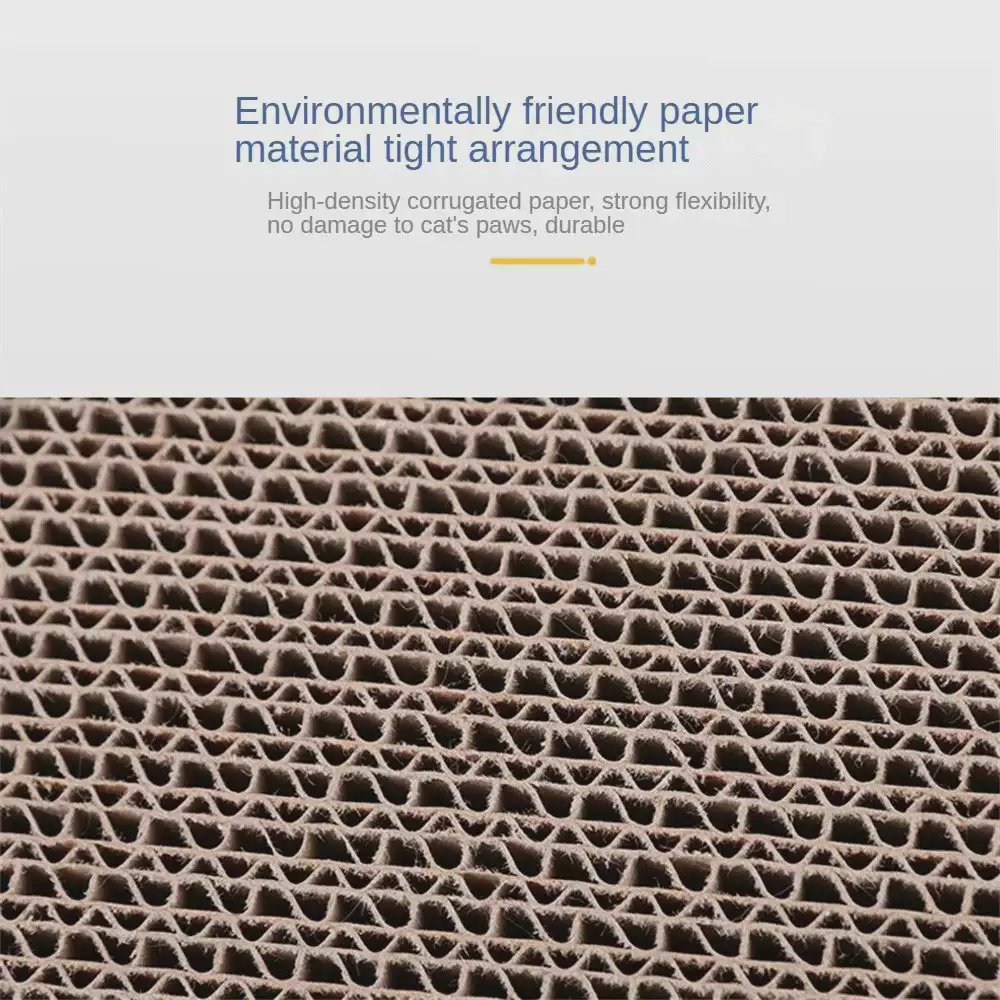 Environmentally friendly paper
material tight arrangement
High-density corrugated paper, strong flexibility,
no damage to cat's paws, durable